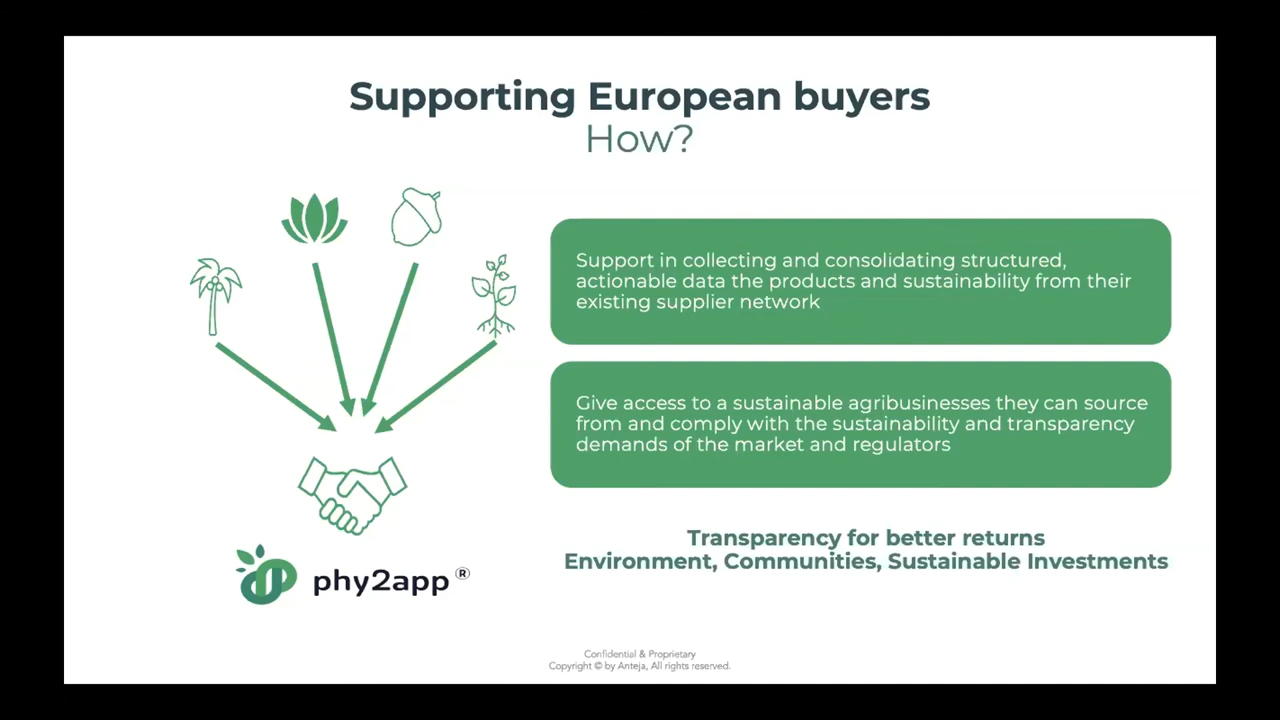 Supporting European buyers
How?
Support in collecting and consolidating structured,
actionable data the products and sustainability from their
existing supplier network
Give access to a sustainable agribusinesses they can source
from and comply with the sustainability and transparency
demands of the market and regulators
Transparency for better returns
Environment, Communities, Sustainable Investments
phy2app ®
Confidential & Proprietary
Copyright © by Anteja, All rights reserved.